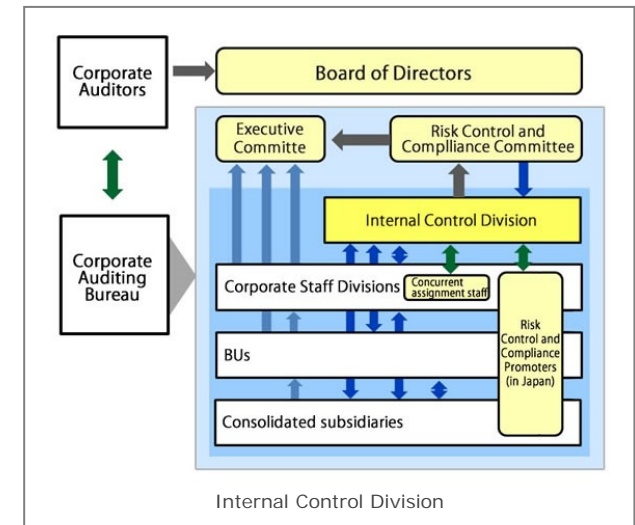 Corporate
Auditors
Board of Directors
Executive
Committe
Risk Control and
Complliance Committee
Internal Control Division
Corporate
Auditing
Bureau
Corporate Staff Divisions
Concurrent
assignment staff
BUs
Risk
Control and
Compliance
Promoters
(in Japan)
Consolidated subsidiaries
Internal Control Division